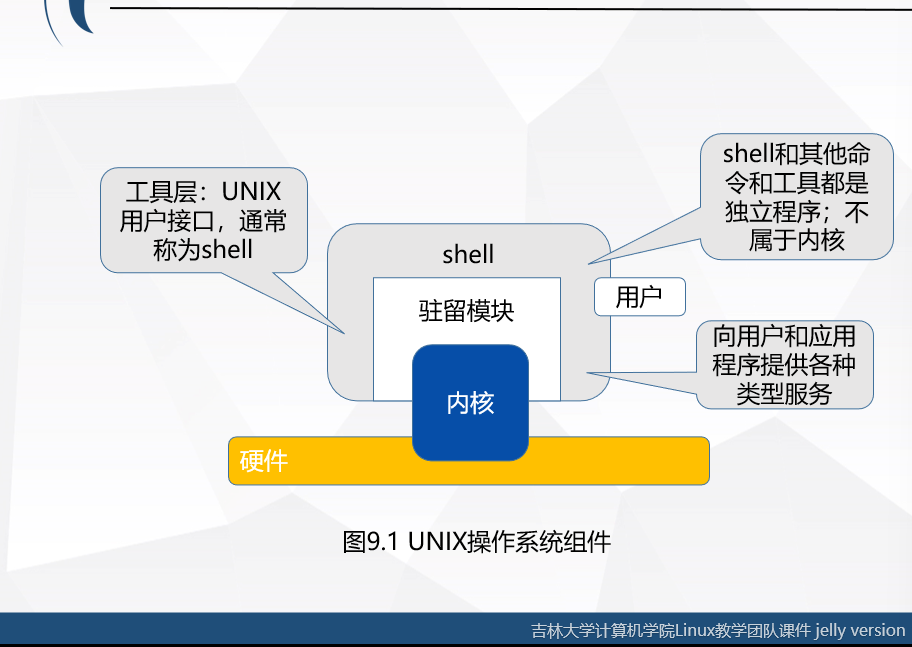 shell和其他命
令和工具都是
独立程序；不
属于内核
工具层：UNIX
用户接口，通常
称为shell
shell
用户
驻留模块
向用户和应用
程序提供各种
类型服务
内核
硬件
图9.1 UNIX操作系统组件
吉林大学计算机学院Linux教学团队课件 jelly version